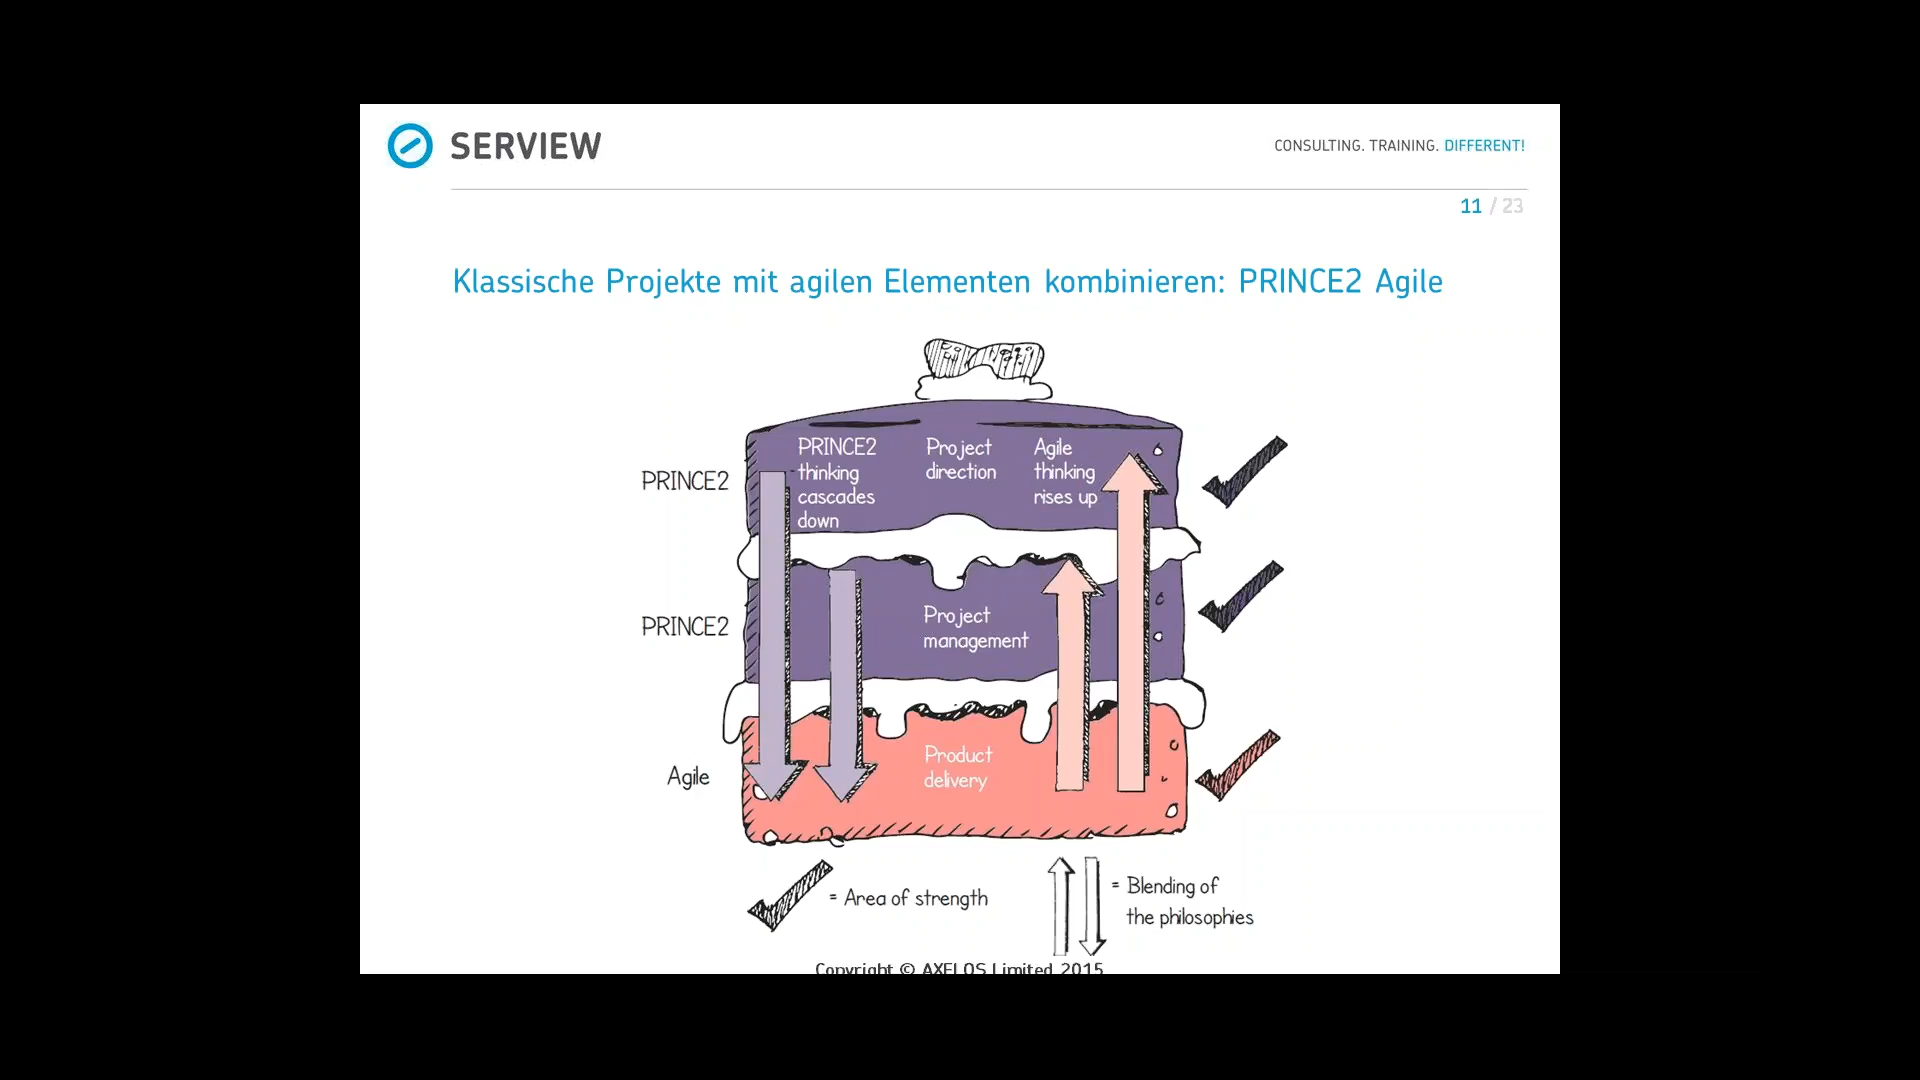 SERVIEW
CONSULTING. TRAINING. DIFFERENT!
11 / 23
Klassische Projekte mit agilen Elementen kombinieren: PRINCE2 Agile
PRINCE2
PRINCE2
thinking
cascades
down
Project
direction
Agile
thinking
rises up
PRINCE2
Project
management
Agile
Product
delivery
= Area of strength
= Blending of
the philosophies
Copyright © AXELOS Limited 2015